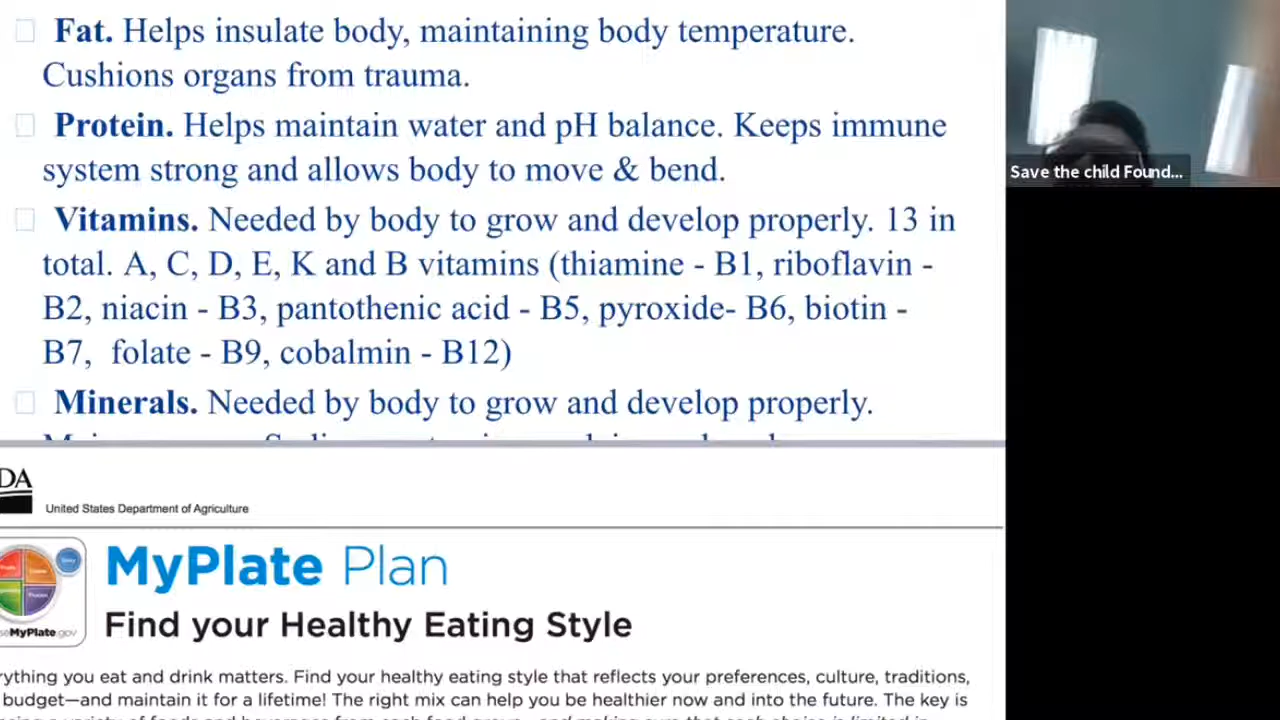 Fat. Helps insulate body, maintaining body temperature.
Cushions organs from trauma.
Protein. Helps maintain water and pH balance. Keeps immune
system strong and allows body to move & bend.
Vitamins. Needed by body to grow and develop properly. 13 in
total. A, C, D, E, K and B vitamins (thiamine - B1, riboflavin -
B2, niacin - B3, pantothenic acid - B5, pyroxide- B6, biotin -
B7, folate - B9, cobalmin - B12)
Minerals. Needed by body to grow and develop properly.
Save the child Found...
DA
United States Department of Agriculture
MyPlate Plan
MyPlate.gov
Find your Healthy Eating Style
you eat and drink matters. Find your healthy eating style that reflects your preferences, culture, traditions,
budget—and maintain it for a lifetime! The right mix can help you be healthier now and into the future. The key is